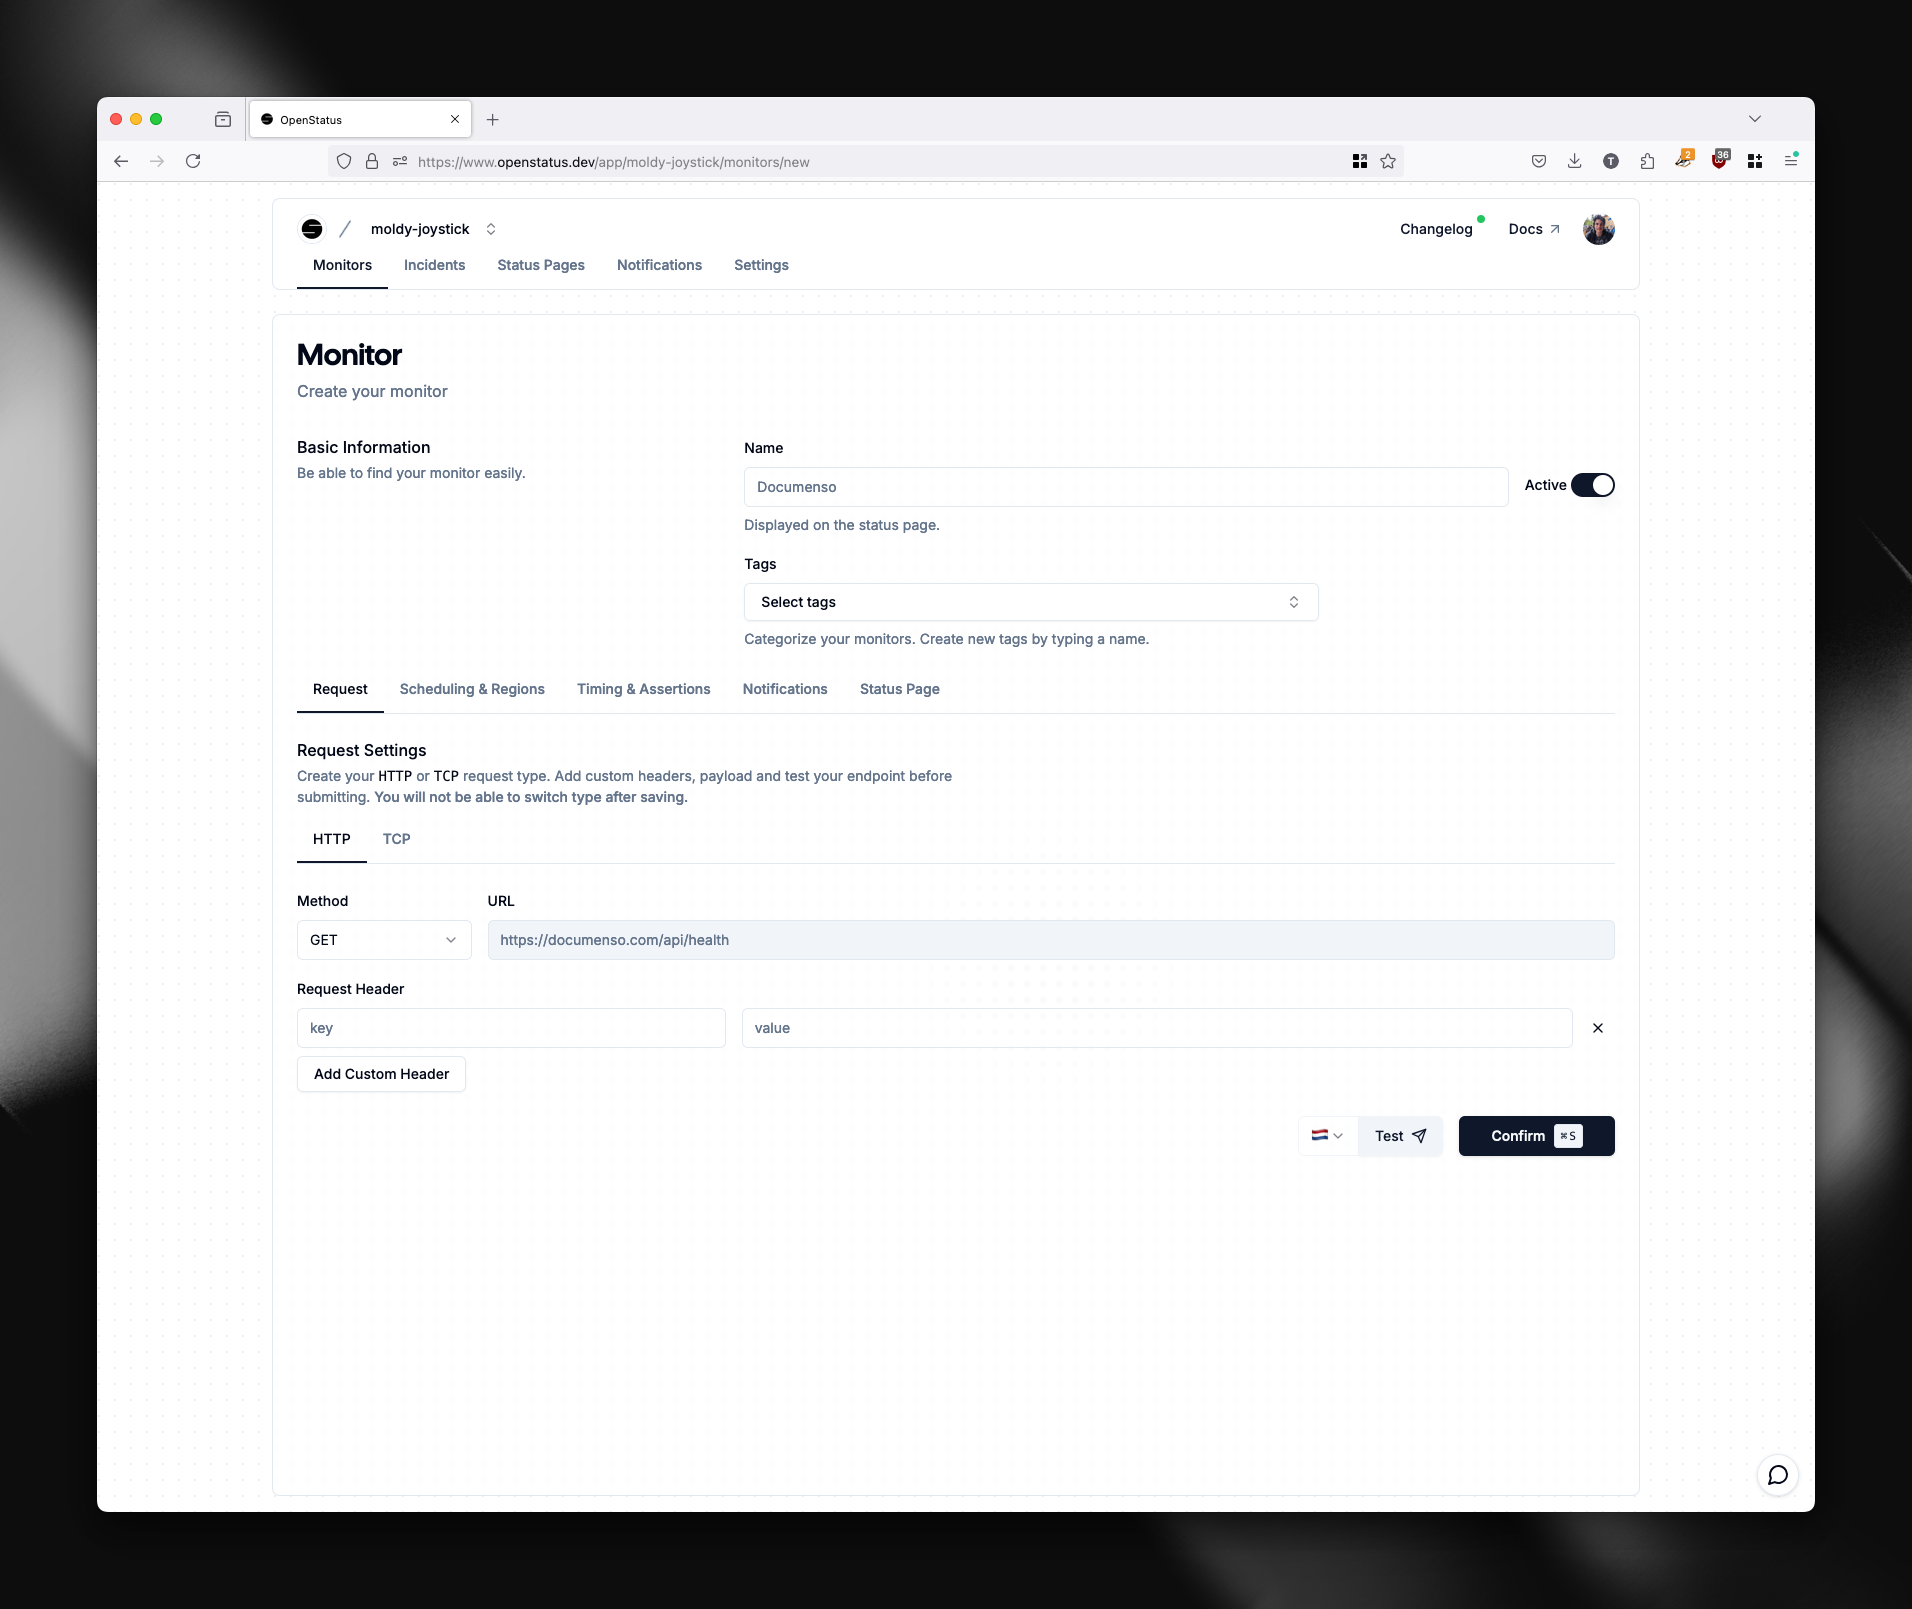 OpenStatus
https://www.openstatus.dev/app/moldy-joystick/monitors/new
T
2
36
moldy-joystick
Changelog
Docs
Monitors
Incidents
Status Pages
Notifications
Settings
Monitor
Create your monitor
Basic Information
Be able to find your monitor easily.
Name
Documenso
Active
Displayed on the status page.
Tags
Select tags
Categorize your monitors. Create new tags by typing a name.
Request
Scheduling & Regions
Timing & Assertions
Notifications
Status Page
Request Settings
Create your HTTP or TCP request type. Add custom headers, payload and test your endpoint before
submitting. You will not be able to switch type after saving.
HTTP
TCP
Method
URL
GET
https://documenso.com/api/health
Request Header
key
value
Add Custom Header
Test
Confirm ⌘S